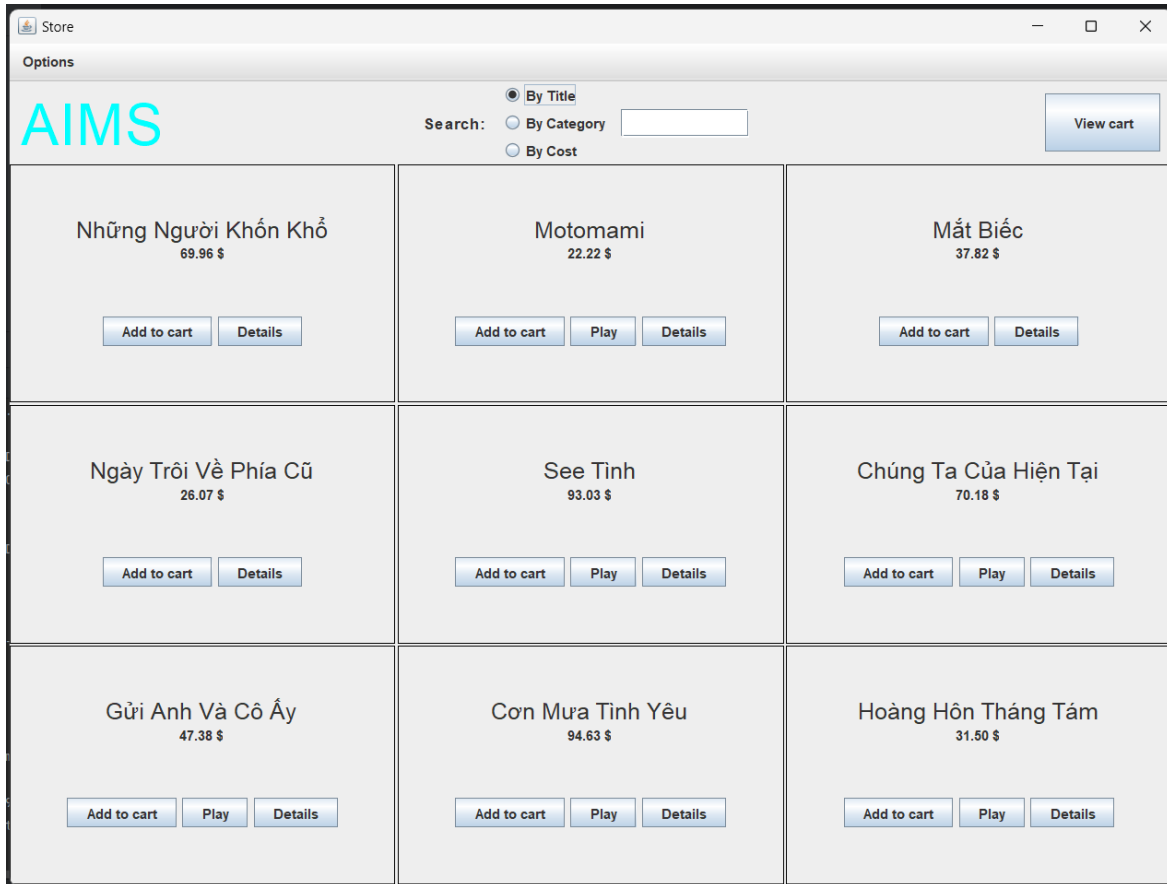 Store
Options
AIMS
Search:
By Title
By Category
By Cost
View cart
Những Người Khốn Khổ
69.96 $
Add to cart Details
Motomami
22.22 $
Add to cart Play Details
Mắt Biếc
37.82 $
Add to cart Details
Ngày Trôi Về Phía Cũ
26.07 $
Add to cart Details
See Tình
93.03 $
Add to cart Play Details
Chúng Ta Của Hiện Tại
70.18 $
Add to cart Play Details
Gửi Anh Và Cô Ấy
47.38 $
Add to cart Play Details
Cơn Mưa Tình Yêu
94.63 $
Add to cart Play Details
Hoàng Hôn Tháng Tám
31.50 $
Add to cart Play Details